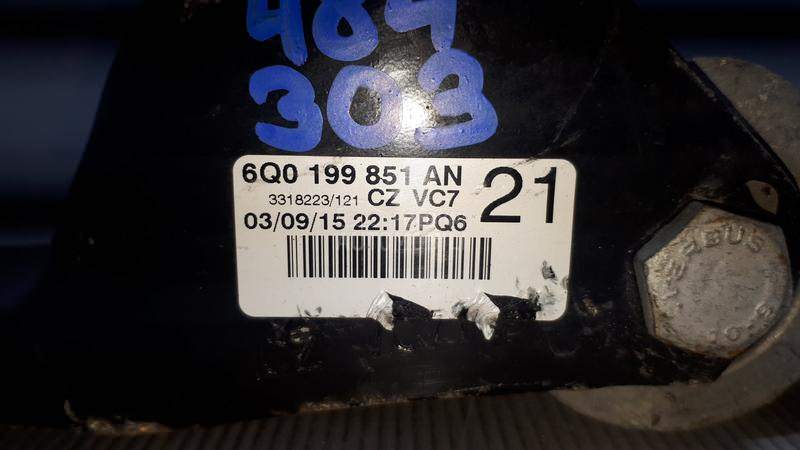 484
303
6Q0 199 851 AN
3318223/121 CZ VC7 21
03/09/15 22:17PQ6